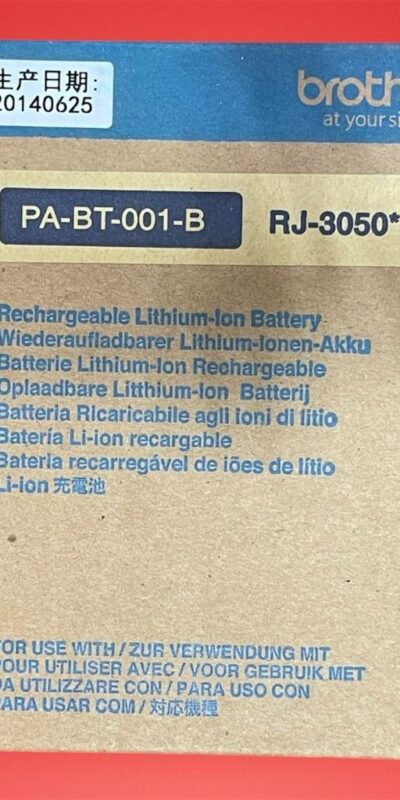 生产日期:
20140625
broth
at your si
PA-BT-001-B
RJ-3050*
Rechargeable Lithium-Ion Battery
Wiederaufladbarer Lithium-Ionen-Akku
Batterie Lithium-Ion Rechargeable
Oplaadbare Litthium-Ion Batterij
Batteria Ricaricabile agli ioni di litio
Batería Li-ion recargable
Bateria recarregável de iões de lítio
Li-ion 充電池
FOR USE WITH / ZUR VERWENDUNG MIT
POUR UTILISER AVEC / VOOR GEBRUIK MET
DA UTILIZZARE CON / PARA USO CON
PARA USAR COM / 対応機種